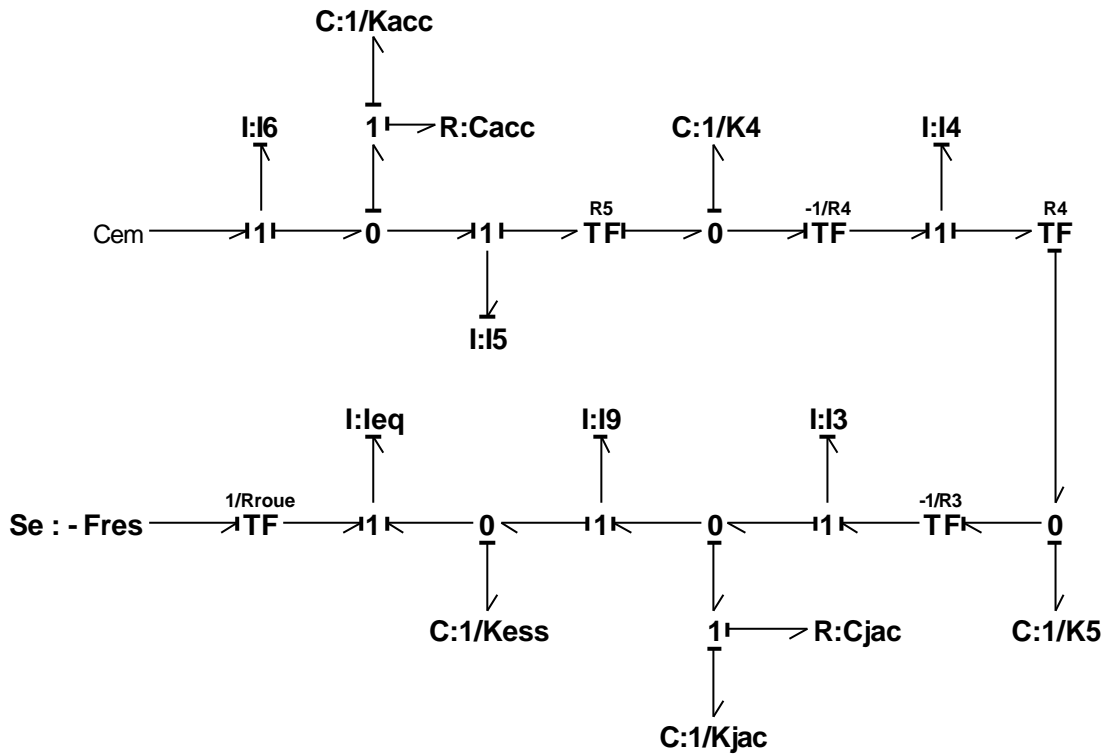 C:1/Kacc
I:I6
1
R:Cacc
C:1/K4
I:I4
R5
-1/R4
R4
Cem
1
0
1
TF
0
TF
1
TF
I:I5
I:Ieq
I:I9
I:I3
1/Rroue
-1/R3
Se : - Fres
TF
1
0
1
0
1
TF
0
C:1/Kess
1
R:Cjac
C:1/K5
C:1/Kjac